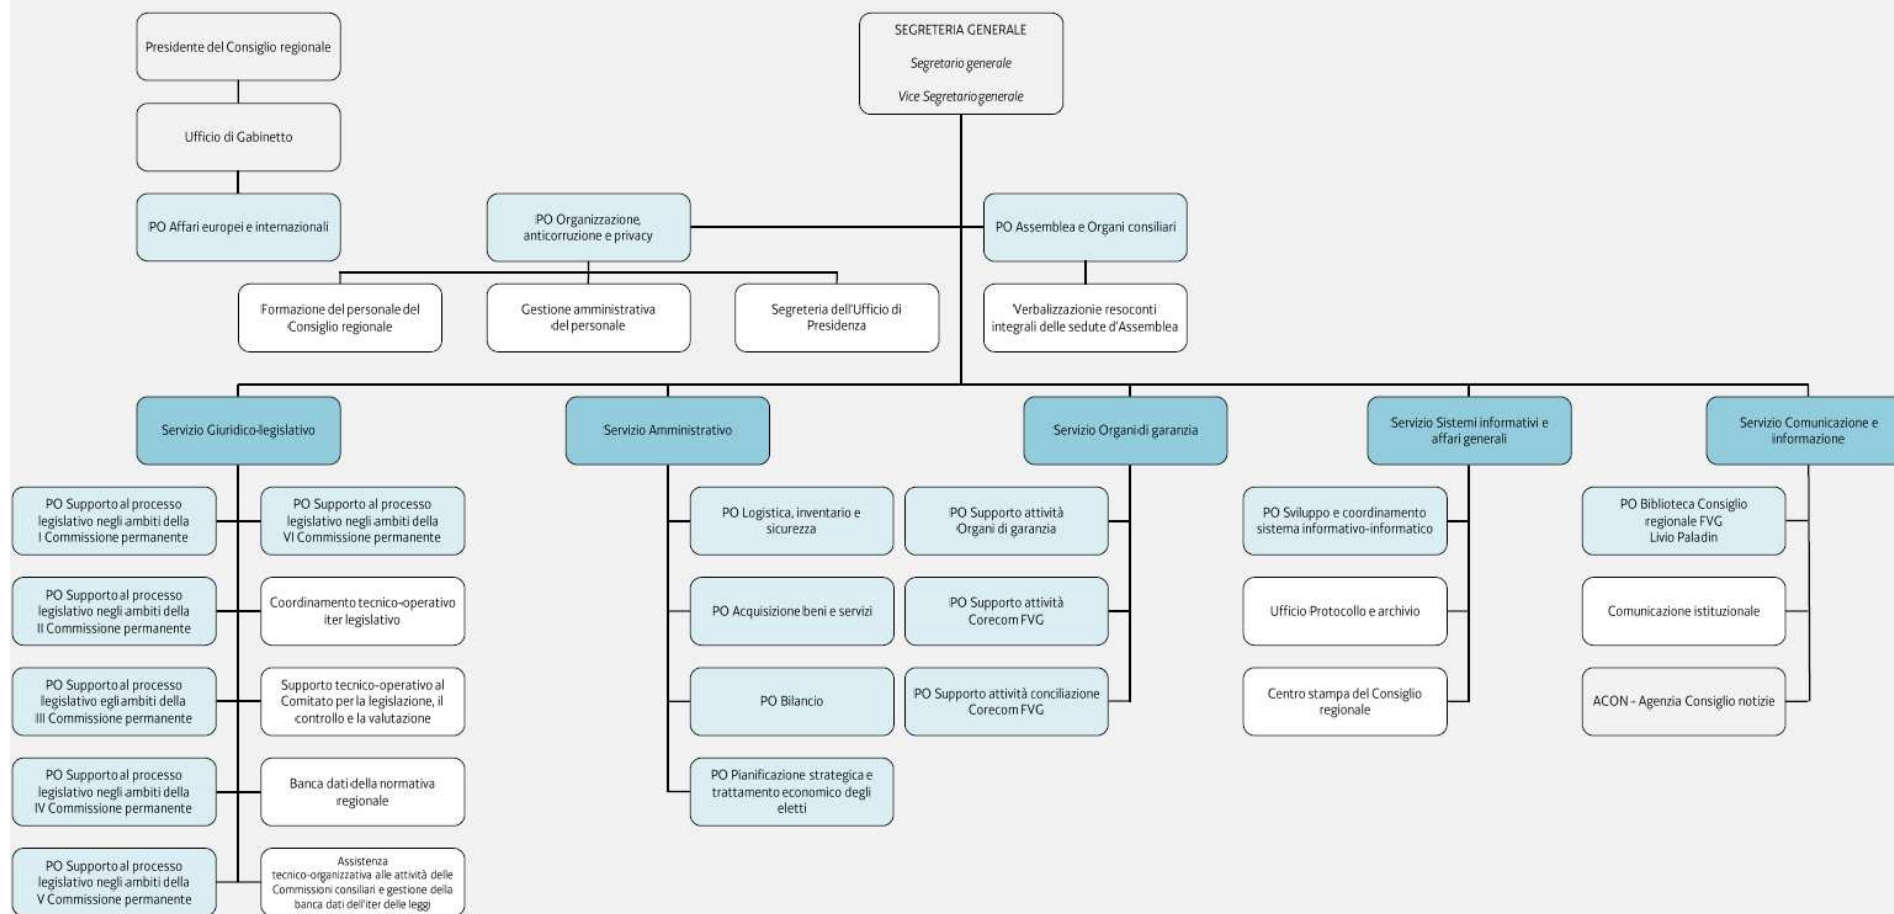 Presidente del Consiglio regionale
SEGRETERIA GENERALE
Segretario generale
Vice Segretario generale
Ufficio di Gabinetto
PO Affari europei e internazionali
PO Organizzazione,
anticorruzione e privacy
PO Assemblea e Organi consiliari
Formazione del personale del
Consiglio regionale
Gestione amministrativa
del personale
Segreteria dell'Ufficio di
Presidenza
Verbalizzazionie resoconti
integrali delle sedute d'Assemblea
Servizio Giuridico-legislativo
Servizio Amministrativo
Servizio Organi di garanzia
Servizio Sistemi informativi e
affari generali
Servizio Comunicazione e
informazione
PO Supporto al processo
legislativo negli ambiti della
I Commissione permanente
PO Supporto al processo
legislativo negli ambiti della
VI Commissione permanente
PO Logistica, inventario e
sicurezza
PO Supporto attività
Organi di garanzia
PO Sviluppo e coordinamento
sistema informativo-informatico
PO Biblioteca Consiglio
regionale FVG
Livio Paladin
PO Supporto al processo
legislativo negli ambiti della
II Commissione permanente
Coordinamento tecnico-operativo
iter legislativo
PO Acquisizione beni e servizi
PO Supporto attività
Corecom FVG
Ufficio Protocollo e archivio
Comunicazione istituzionale
PO Supporto al processo
legislativo egli ambiti della
III Commissione permanente
Supporto tecnico-operativo al
Comitato per la legislazione, il
controllo e la valutazione
PO Bilancio
PO Supporto attività conciliazione
Corecom FVG
Centro stampa del Consiglio
regionale
ACON - Agenzia Consiglio notizie
PO Supporto al processo
legislativo negli ambiti della
IV Commissione permanente
Banca dati della normativa
regionale
PO Pianificazione strategica e
trattamento economico degli
eletti
PO Supporto al processo
legislativo negli ambiti della
V Commissione permanente
Assistenza
tecnico-organizzativa alle attività delle
Commissioni consiliari e gestione della
banca dati dell'iter delle leggi